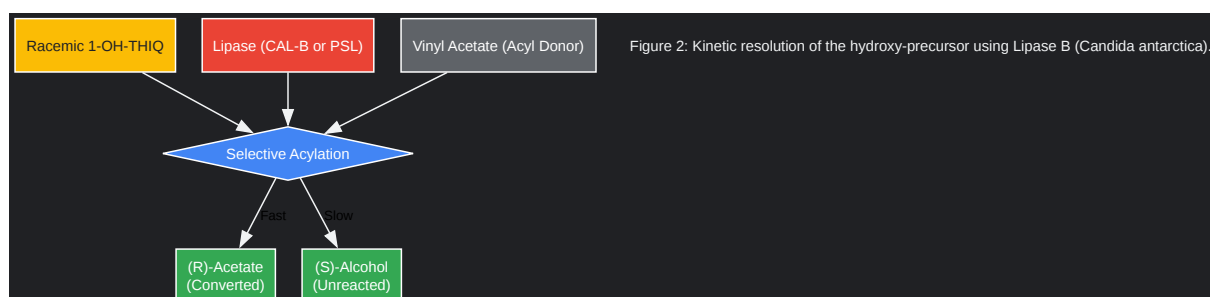 Racemic 1-OH-THIQ
Lipase (CAL-B or PSL)
Vinyl Acetate (Acyl Donor)
Figure 2: Kinetic resolution of the hydroxy-precursor using Lipase B (Candida antarctica).
Selective Acylation
Fast
Slow
(R)-Acetate
(Converted)
(S)-Alcohol
(Unreacted)